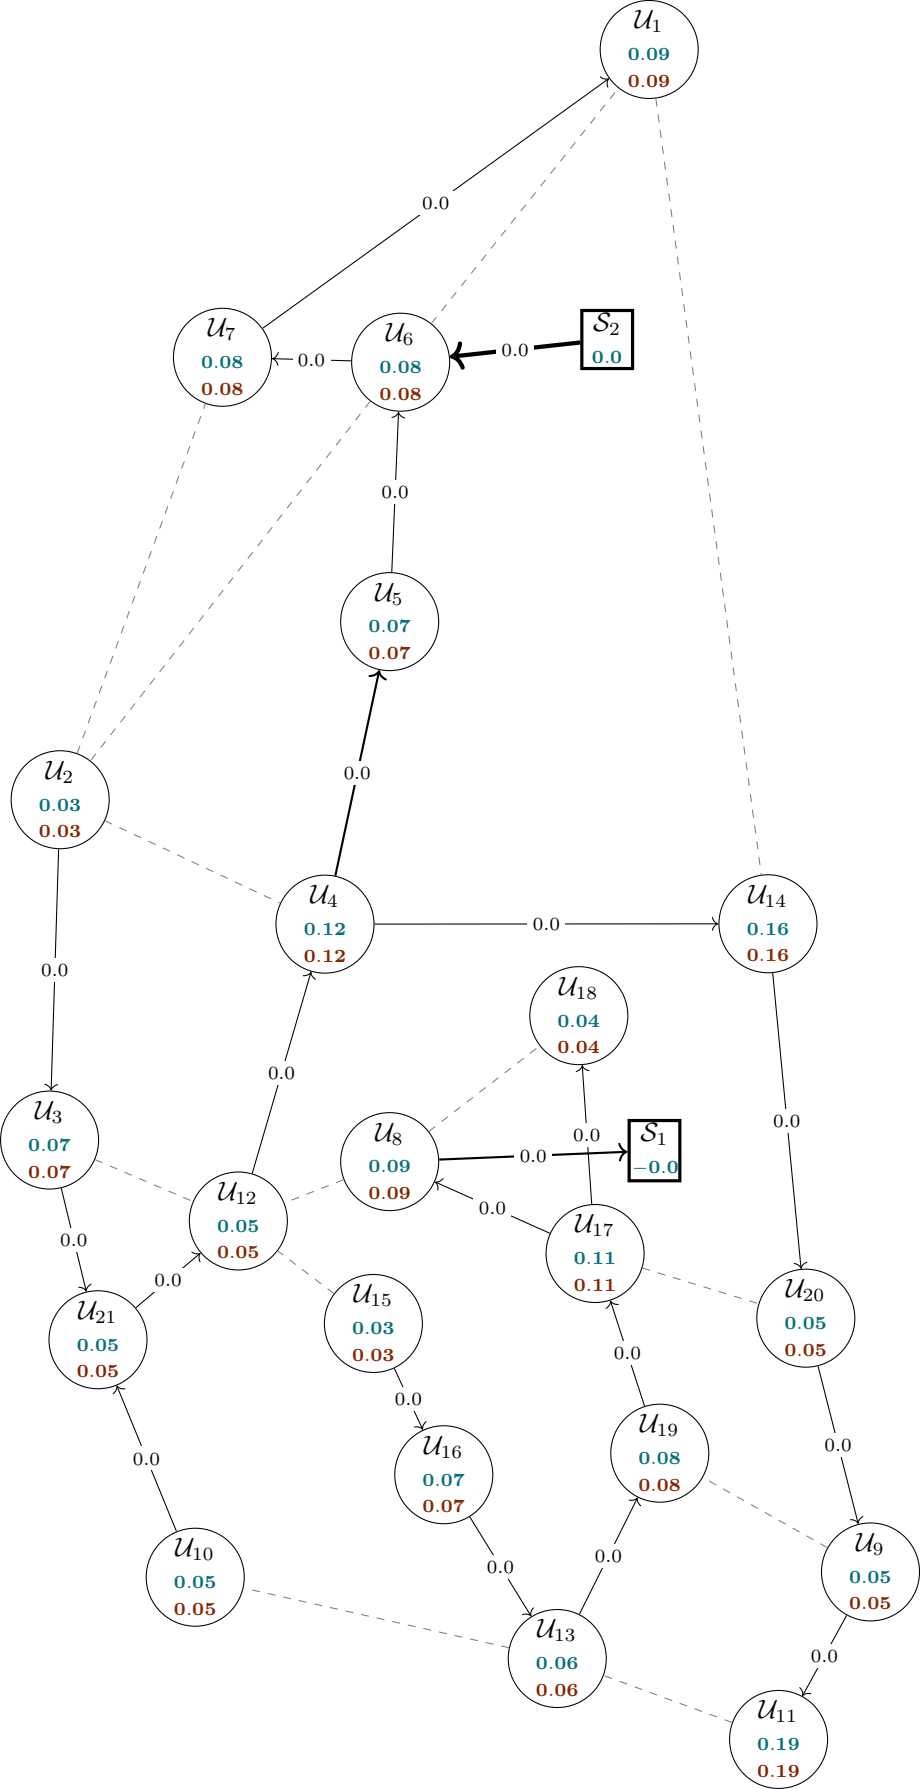 𝒰₁
0.09
0.09
0.0
𝒰₇
0.08
0.08
0.0
𝒰₆
0.08
0.08
0.0
𝒮₂
0.0
0.0
𝒰₅
0.07
0.07
0.0
𝒰₂
0.03
0.03
𝒰₄
0.12
0.12
0.0
𝒰₁₄
0.16
0.16
0.0
𝒰₁₈
0.04
0.04
0.0
0.0
𝒰₃
0.07
0.07
𝒰₈
0.09
0.09
0.0
0.0
𝒮₁
−0.0
0.0
𝒰₁₂
0.05
0.05
0.0
𝒰₁₇
0.11
0.11
0.0
0.0
𝒰₂₁
0.05
0.05
𝒰₁₅
0.03
0.03
𝒰₂₀
0.05
0.05
0.0
0.0
𝒰₁₆
0.07
0.07
𝒰₁₉
0.08
0.08
0.0
0.0
𝒰₁₀
0.05
0.05
0.0
0.0
𝒰₉
0.05
0.05
𝒰₁₃
0.06
0.06
0.0
𝒰₁₁
0.19
0.19